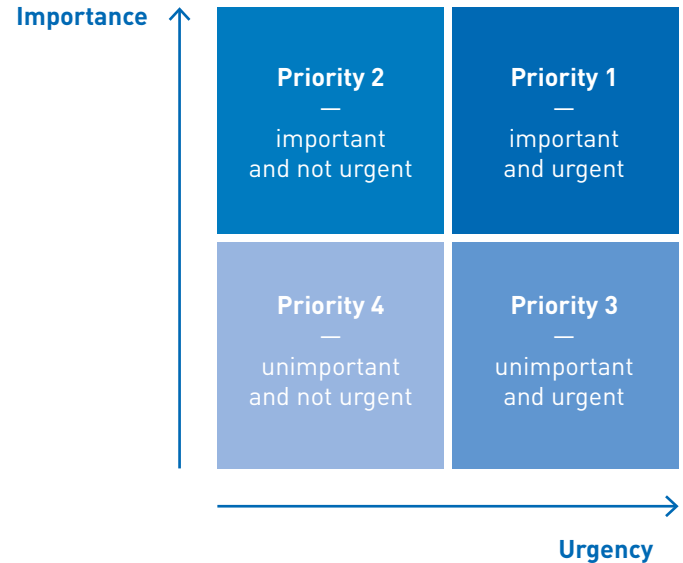 Importance
Priority 2
—
important
and not urgent
Priority 1
—
important
and urgent
Priority 4
—
unimportant
and not urgent
Priority 3
—
unimportant
and urgent
Urgency